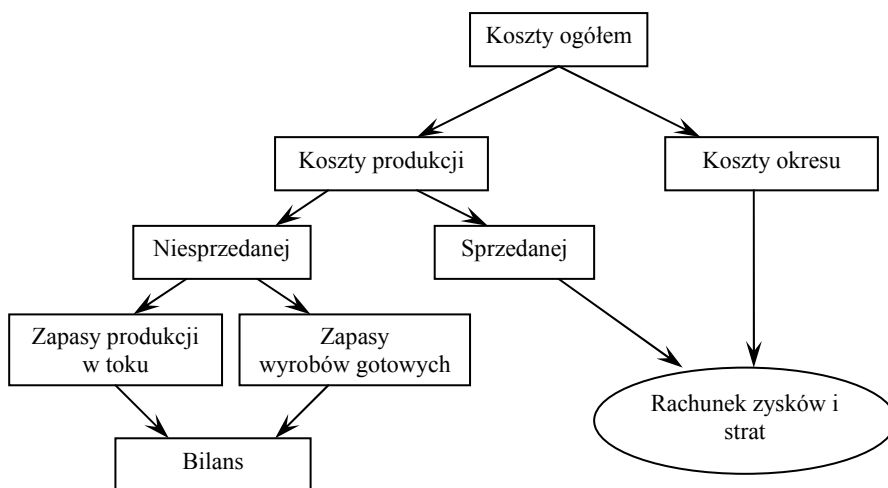 Koszty ogółem
Koszty produkcji
Koszty okresu
Niesprzedanej
Sprzedanej
Zapasy produkcji
w toku
Zapasy
wyrobów gotowych
Rachunek zysków i
strat
Bilans